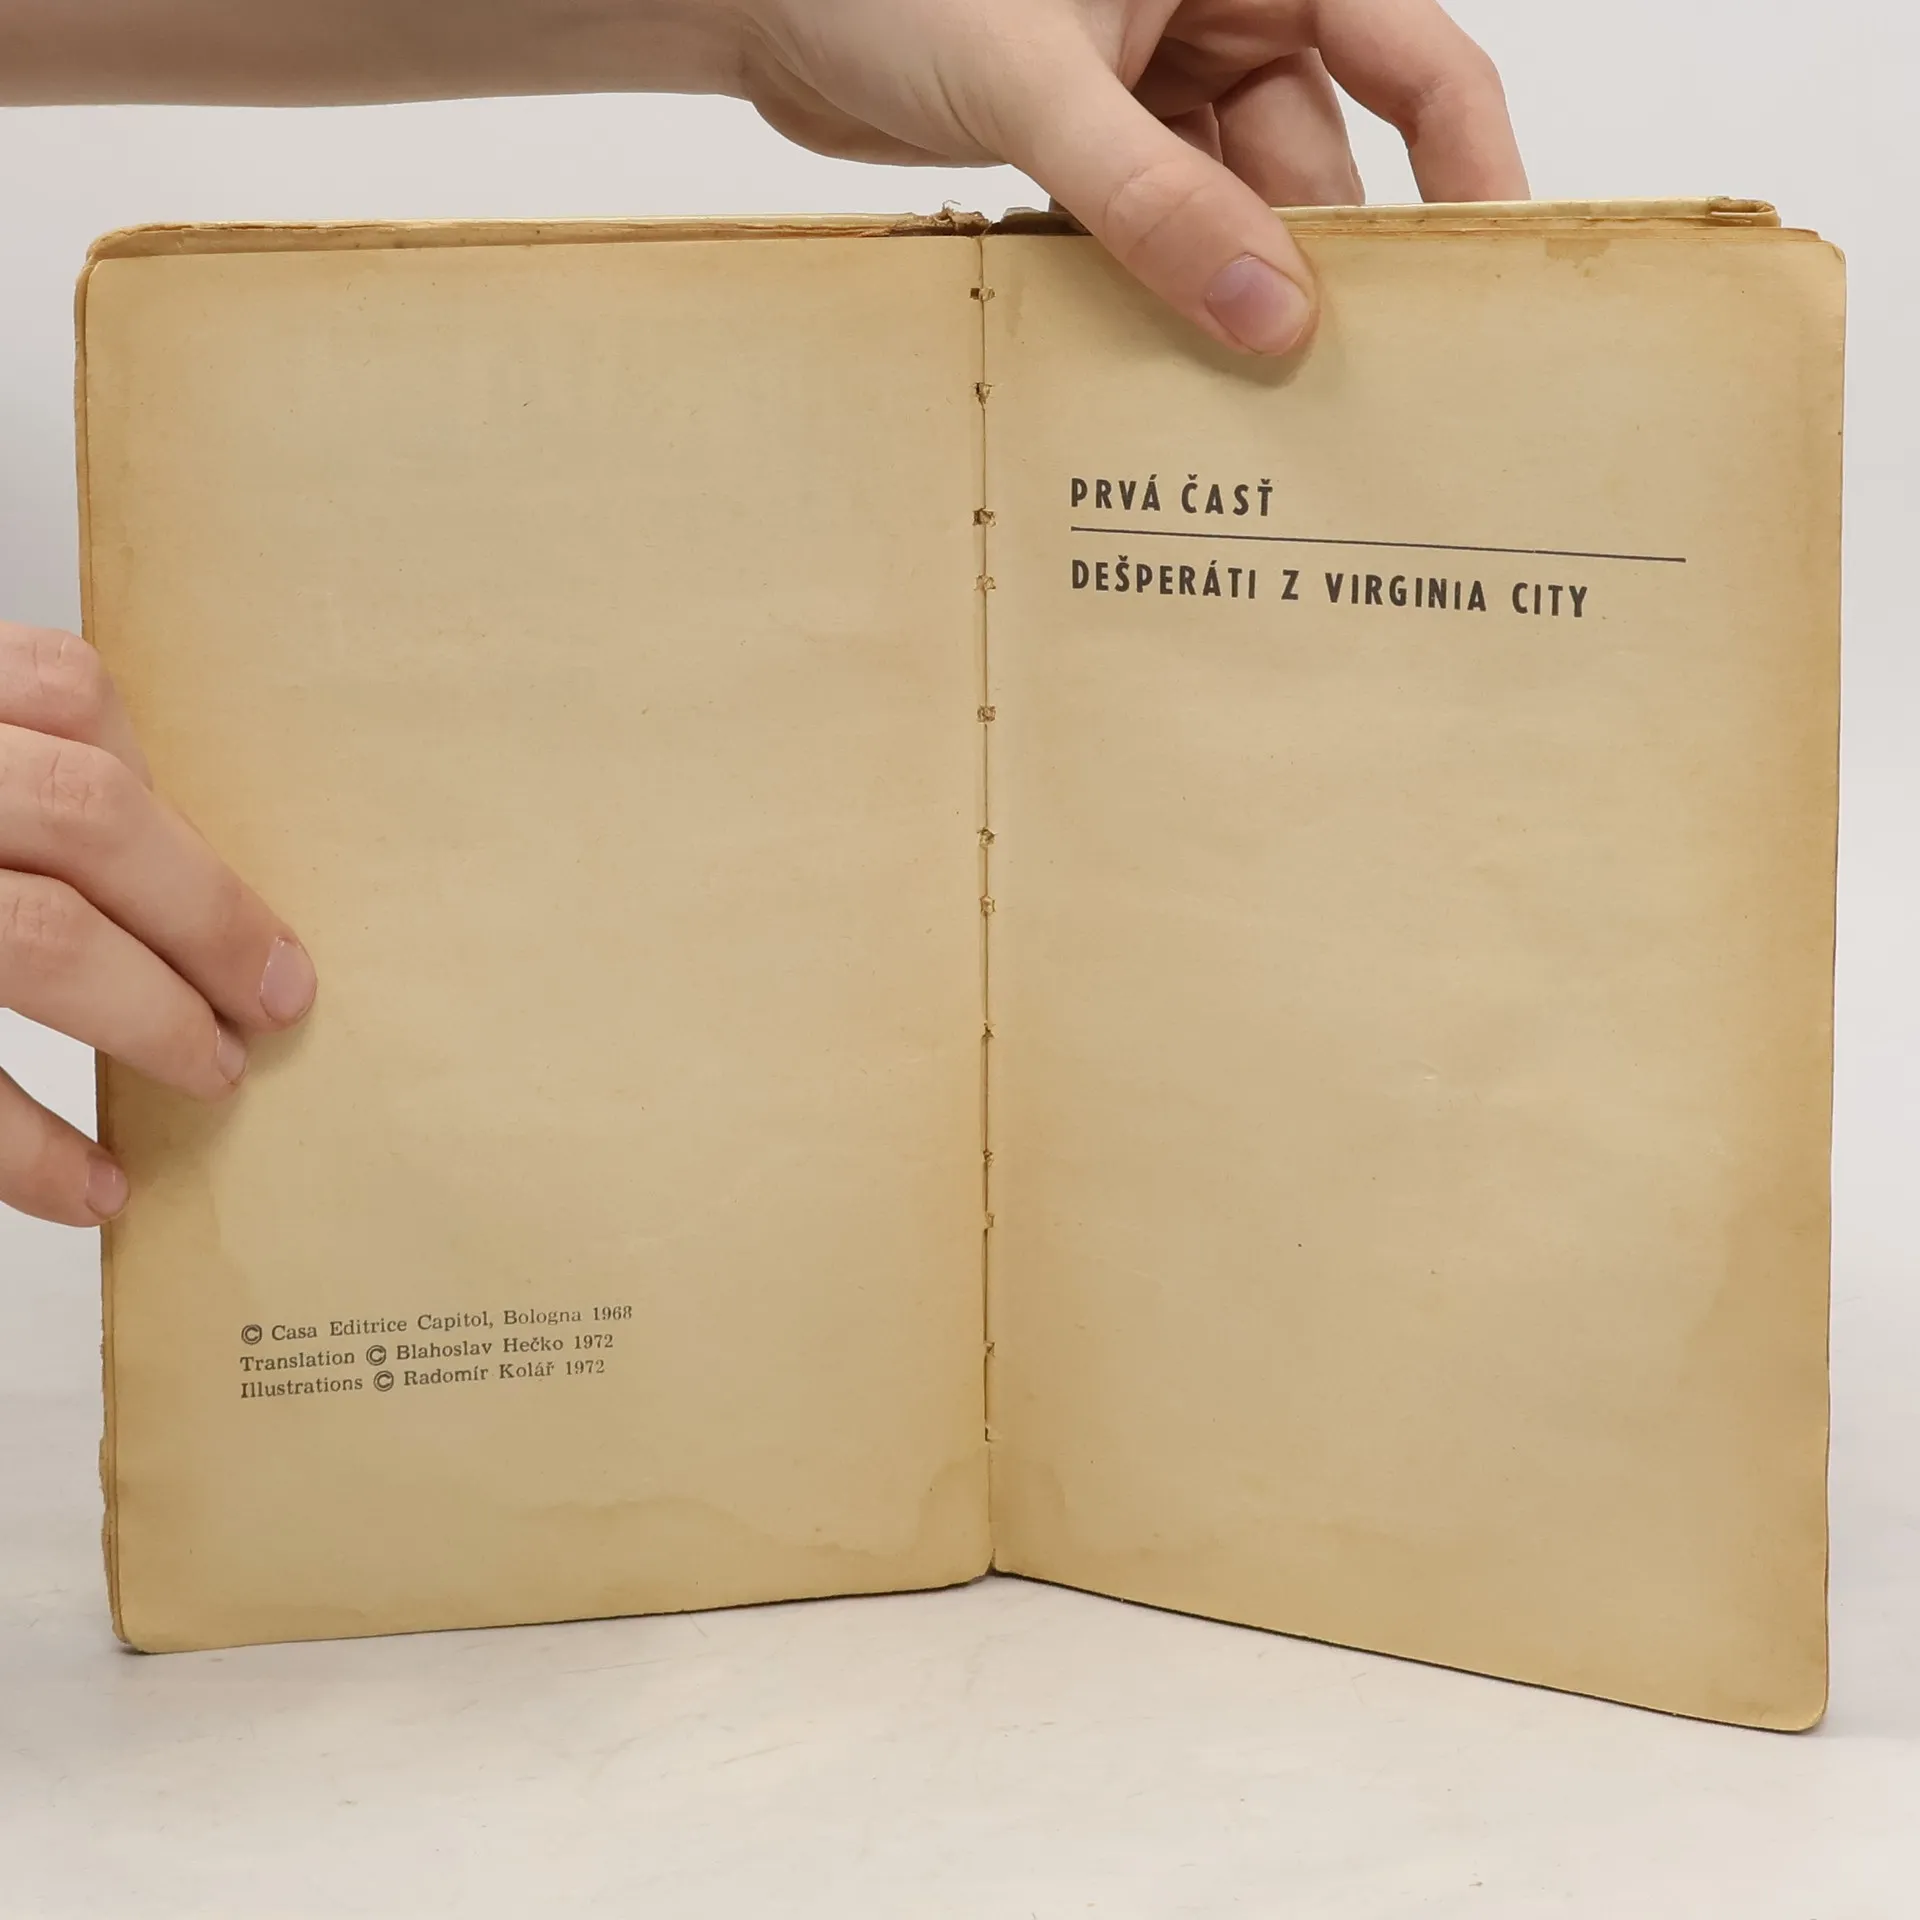 © Casa Editrice Capitol, Bologna 1968
Translation © Blahoslav Hečko 1972
Illustrations © Radomír Kolář 1972
PRVÁ ČASŤ
DEŠPERÁTI Z VIRGINIA CITY